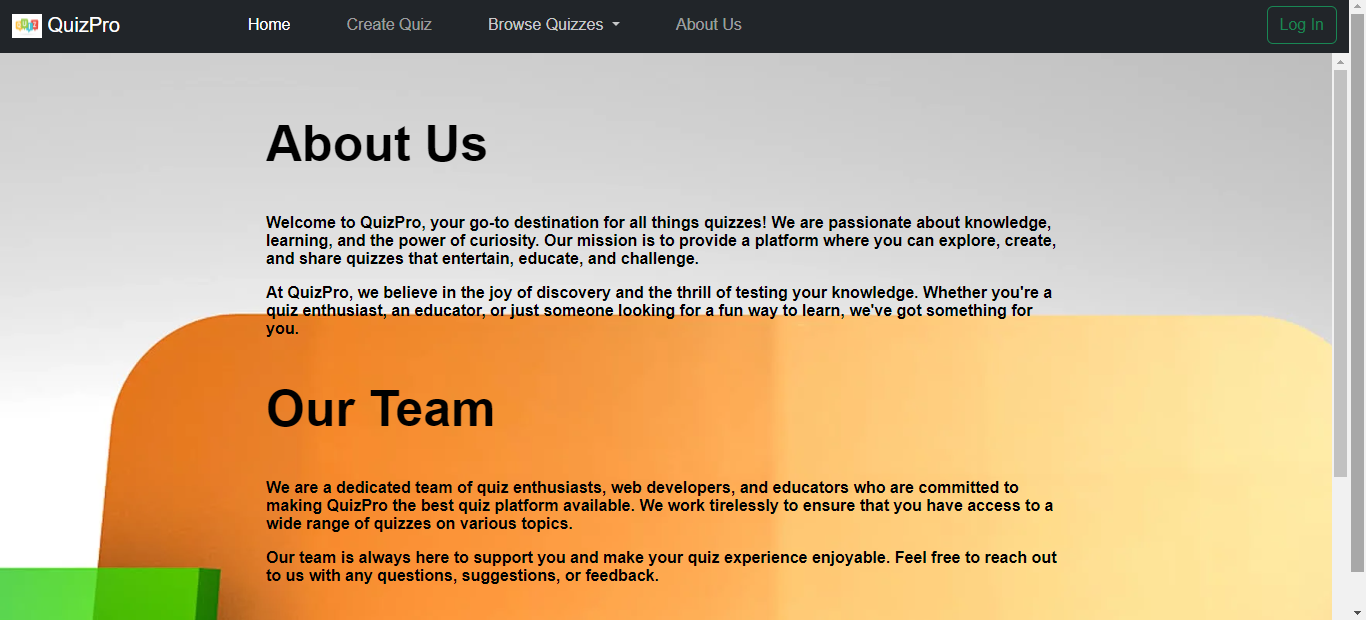 QuizPro Home Create Quiz Browse Quizzes About Us Log In
About Us
Welcome to QuizPro, your go-to destination for all things quizzes! We are passionate about knowledge,
learning, and the power of curiosity. Our mission is to provide a platform where you can explore, create,
and share quizzes that entertain, educate, and challenge.
At QuizPro, we believe in the joy of discovery and the thrill of testing your knowledge. Whether you're a
quiz enthusiast, an educator, or just someone looking for a fun way to learn, we've got something for
you.
Our Team
We are a dedicated team of quiz enthusiasts, web developers, and educators who are committed to
making QuizPro the best quiz platform available. We work tirelessly to ensure that you have access to a
wide range of quizzes on various topics.
Our team is always here to support you and make your quiz experience enjoyable. Feel free to reach out
to us with any questions, suggestions, or feedback.